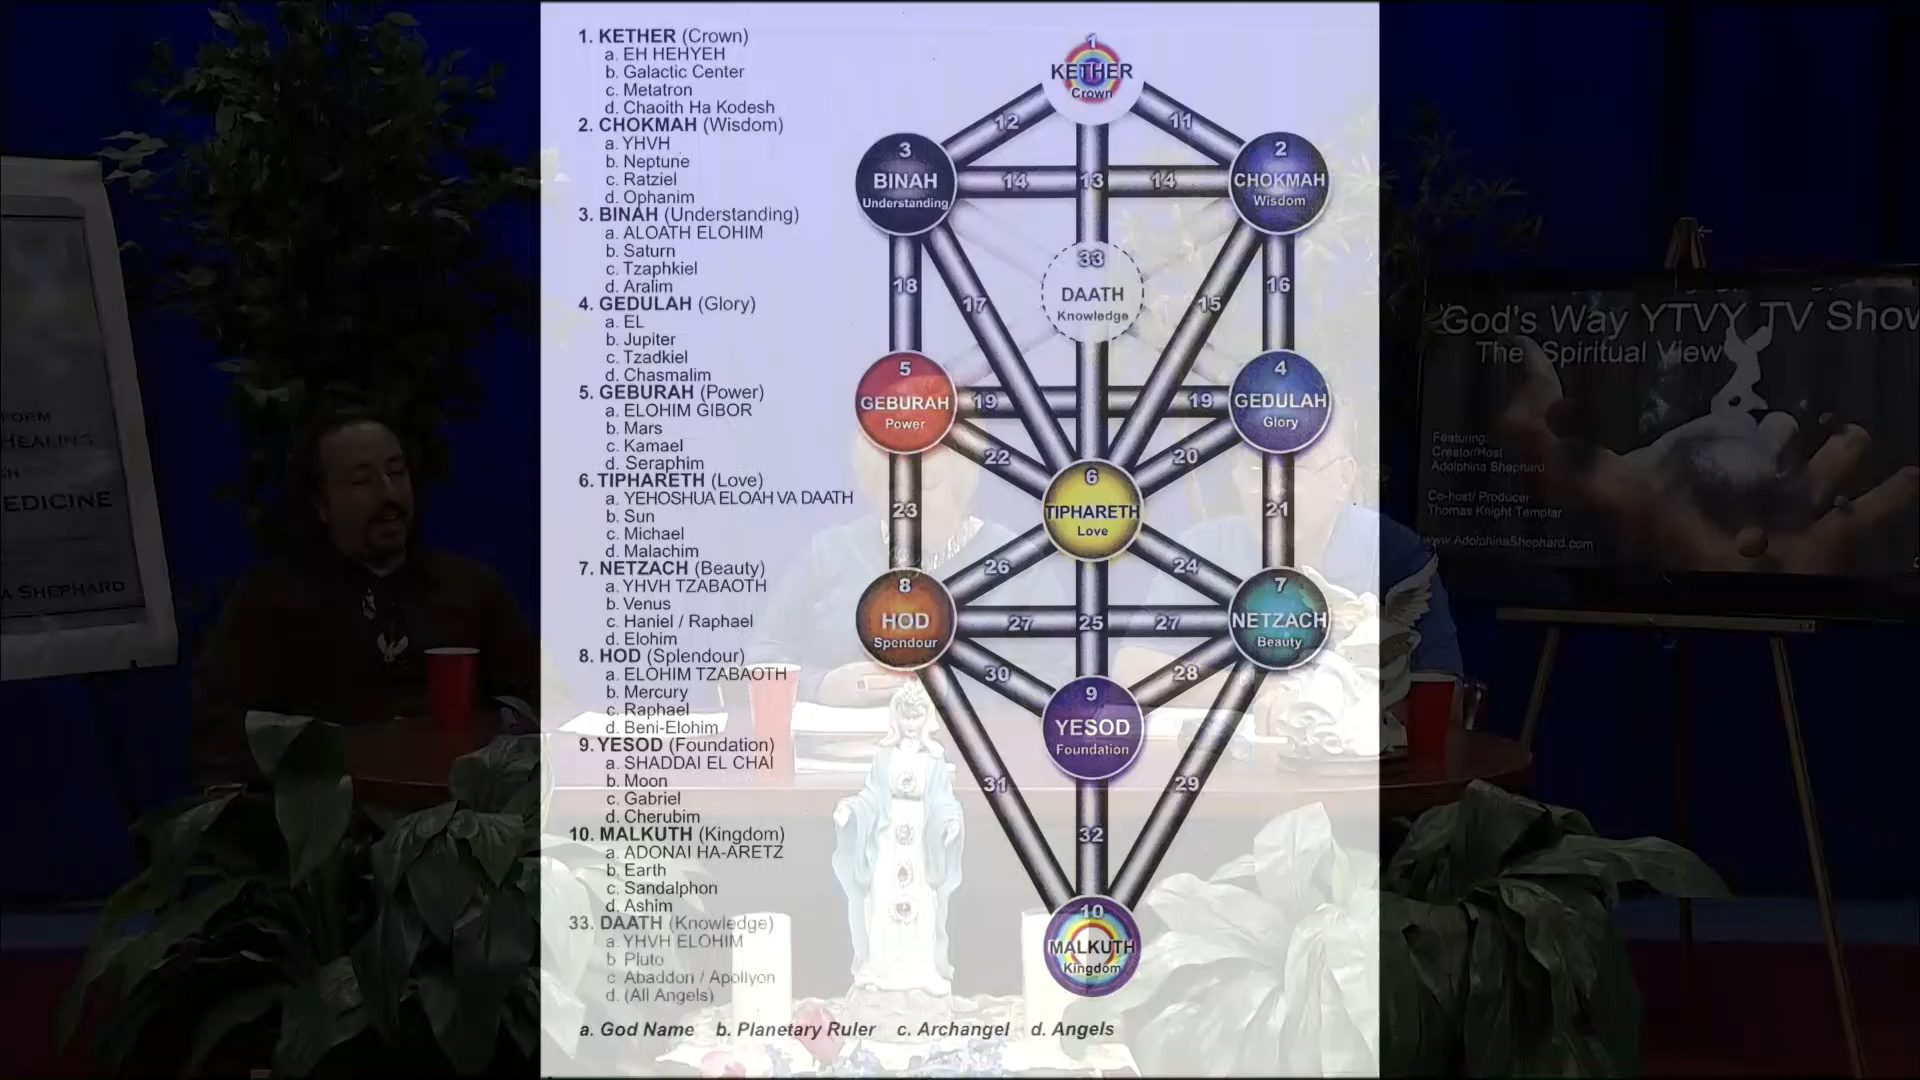 1. KETHER (Crown)
a. EH HEHYEH
b. Galactic Center
c. Metatron
d. Chaoith Ha Kodesh
2. CHOKMAH (Wisdom)
a. YHVH
b. Neptune
c. Ratziel
d. Ophanim
3. BINAH (Understanding)
a. ALOATH ELOHIM
b. Saturn
c. Tzaphkiel
d. Aralim
4. GEDULAH (Glory)
a. EL
b. Jupiter
c. Tzadkiel
d. Chasmalim
5. GEBURAH (Power)
a. ELOHIM GIBOR
b. Mars
c. Kamael
d. Seraphim
6. TIPHARETH (Love)
a. YEHOSHUA ELOAH VA DAATH
b. Sun
c. Michael
d. Malachim
7. NETZACH (Beauty)
a. YHVH TZABAOTH
b. Venus
c. Haniel / Raphael
d. Elohim
8. HOD (Splendour)
a. ELOHIM TZABAOTH
b. Mercury
c. Raphael
d. Beni-Elohim
9. YESOD (Foundation)
a. SHADDAI EL CHAI
b. Moon
c. Gabriel
d. Cherubim
10. MALKUTH (Kingdom)
a. ADONAI HA-ARETZ
b. Earth
c. Sandalphon
d. Ashim
33. DAATH (Knowledge)
a. YHVH ELOHIM
b Pluto
c Abaddon / Apollyon
d. (All Angels)
a. God Name b. Planetary Ruler c. Archangel d. Angels
1
KETHER
Crown
12
11
3
BINAH
Understanding
2
CHOKMAH
Wisdom
14
13
14
33
DAATH
Knowledge
18
17
15
16
5
GEBURAH
Power
4
GEDULAH
Glory
19
19
22
20
6
TIPHARETH
Love
23
21
26
24
8
HOD
Spendour
7
NETZACH
Beauty
27
25
27
30
28
9
YESOD
Foundation
31
29
32
10
MALKUTH
Kingdom
FORM
HEALING
EDICINE
A SHEPHARD
God's Way YTVY TV Show
The Spiritual View
Featuring:
Creator/Host
Adolphina Shephard
Co-host/ Producer
Thomas Knight Templar
www.AdolphinaShephard.com